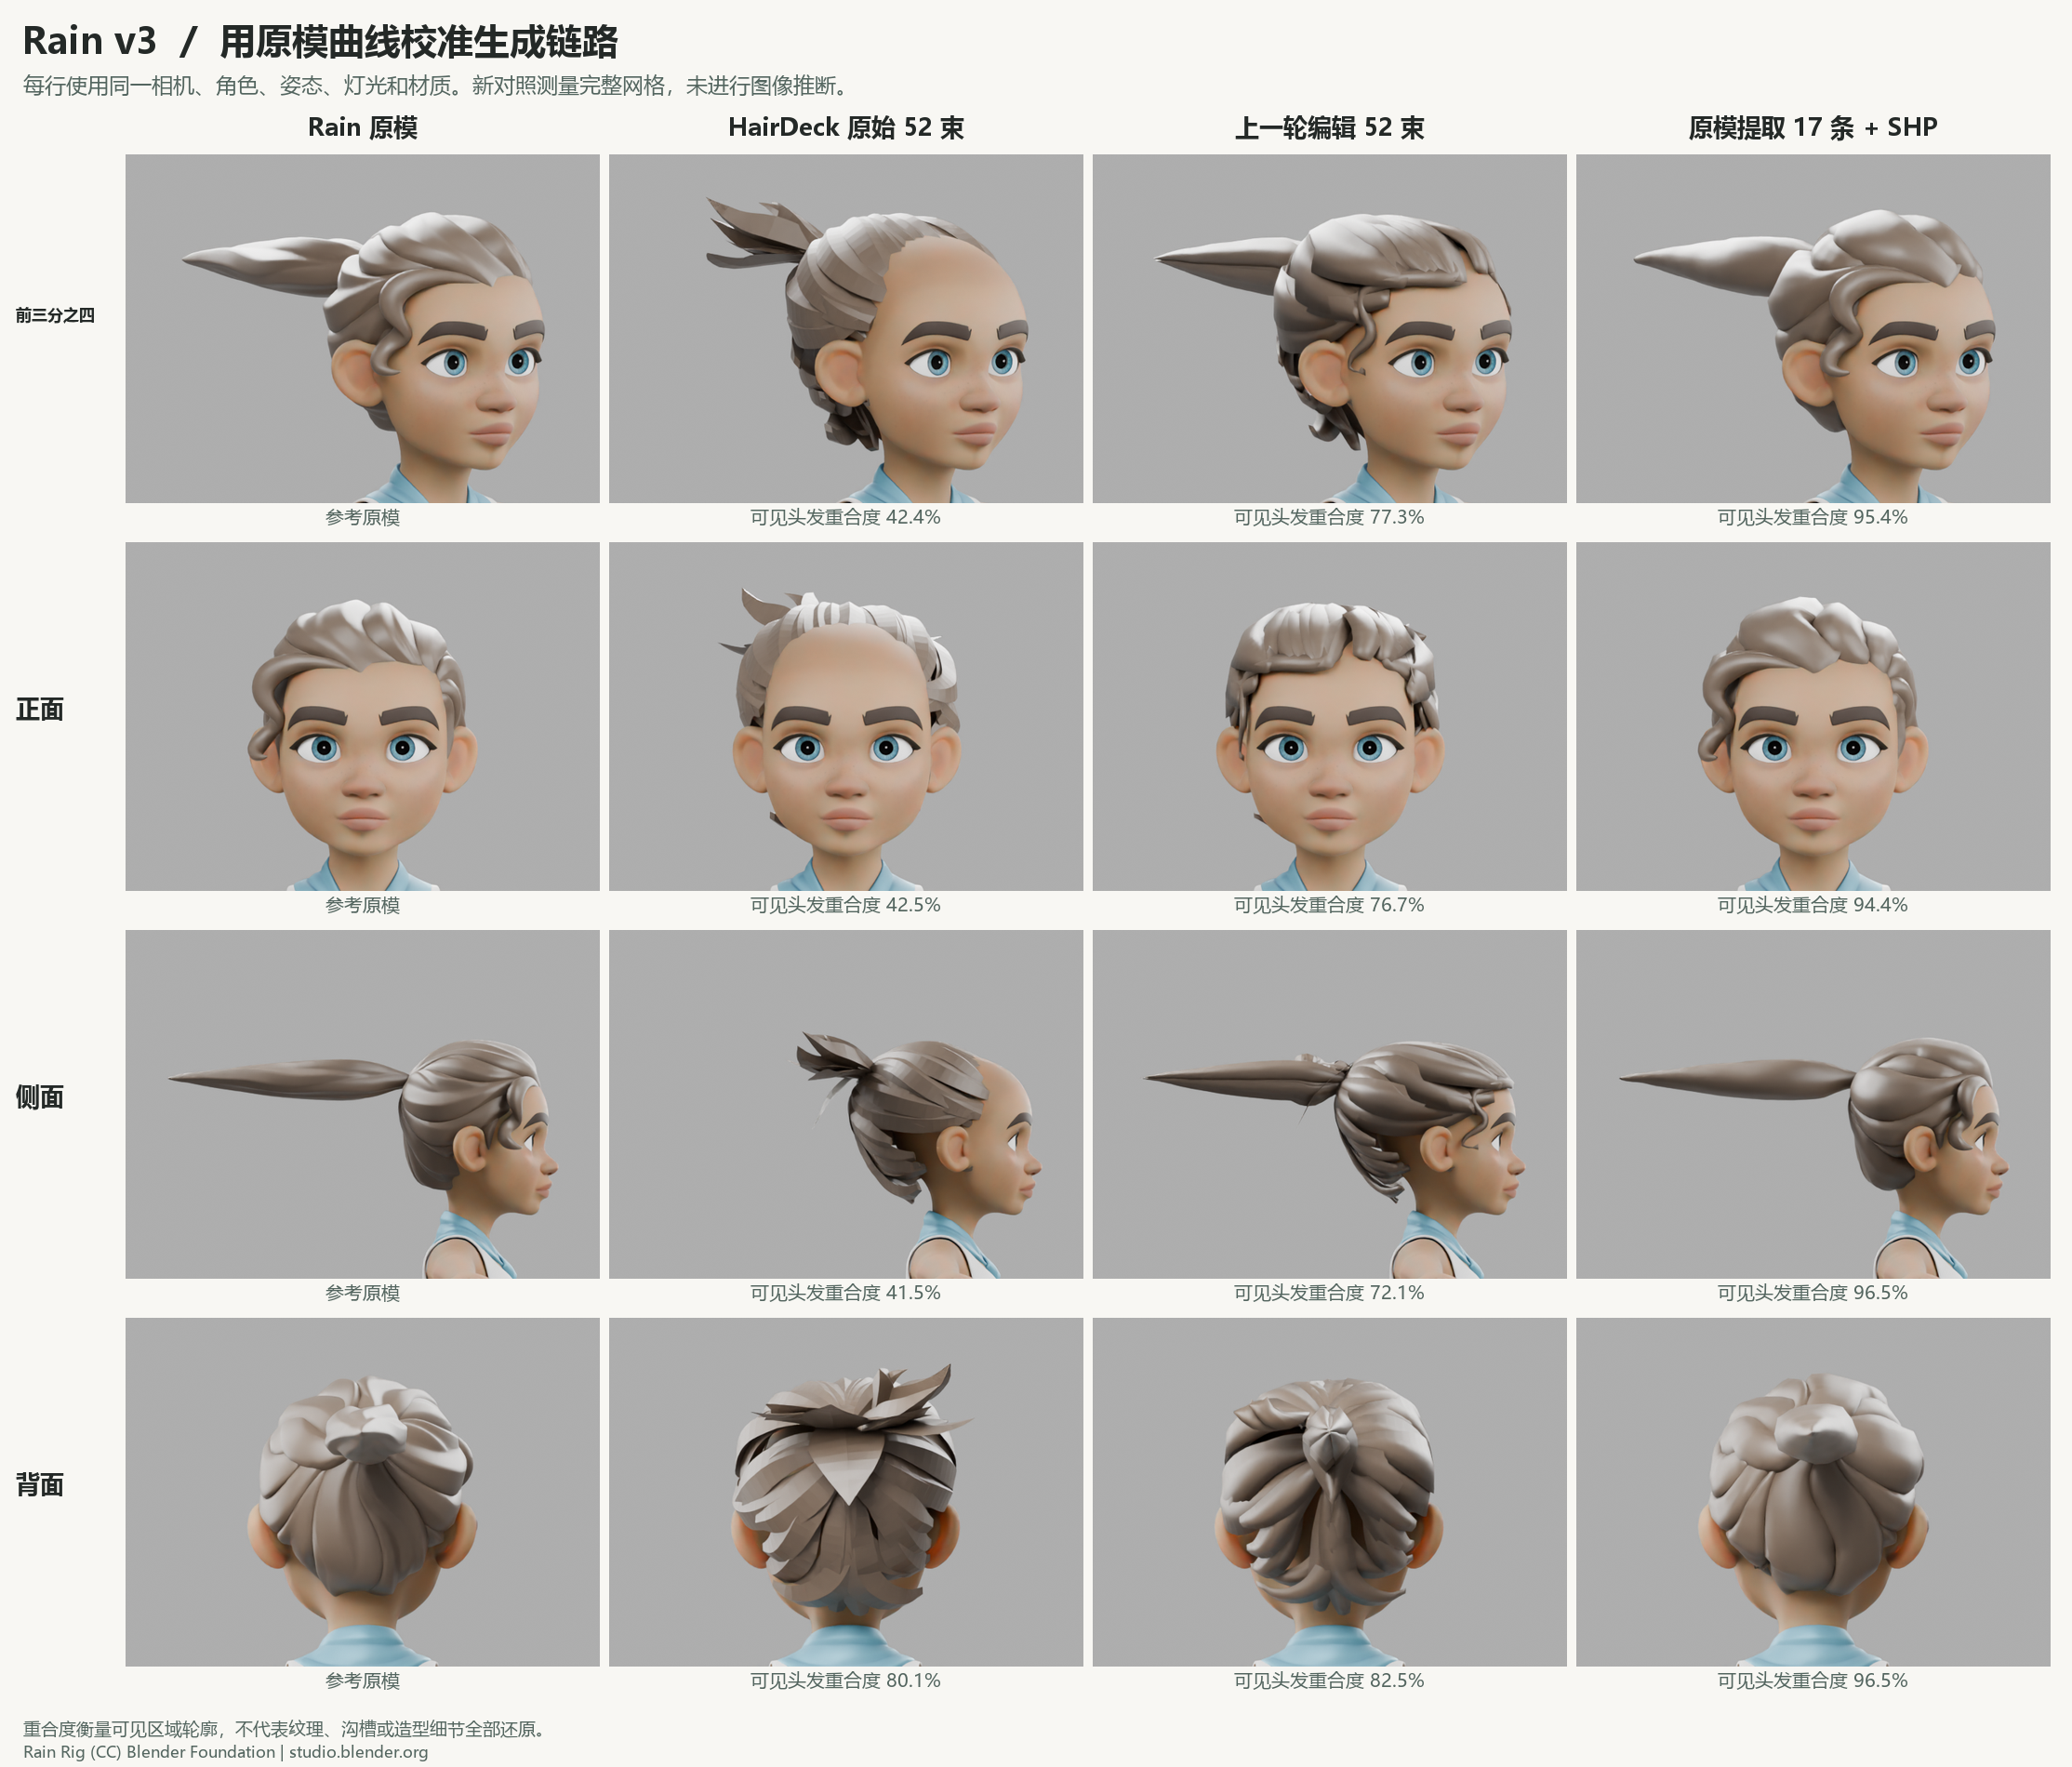 Rain v3 / 用原模曲线校准生成链路
每行使用同一相机、角色、姿态、灯光和材质。新对照测量完整网格，未进行图像推断。
Rain 原模
HairDeck 原始 52 束
上一轮编辑 52 束
原模提取 17 条 + SHP
前三分之四
参考原模
可见头发重合度 42.4%
可见头发重合度 77.3%
可见头发重合度 95.4%
正面
参考原模
可见头发重合度 42.5%
可见头发重合度 76.7%
可见头发重合度 94.4%
侧面
参考原模
可见头发重合度 41.5%
可见头发重合度 72.1%
可见头发重合度 96.5%
背面
参考原模
可见头发重合度 80.1%
可见头发重合度 82.5%
可见头发重合度 96.5%
重合度衡量可见区域轮廓，不代表纹理、沟槽或造型细节全部还原。
Rain Rig (CC) Blender Foundation | studio.blender.org